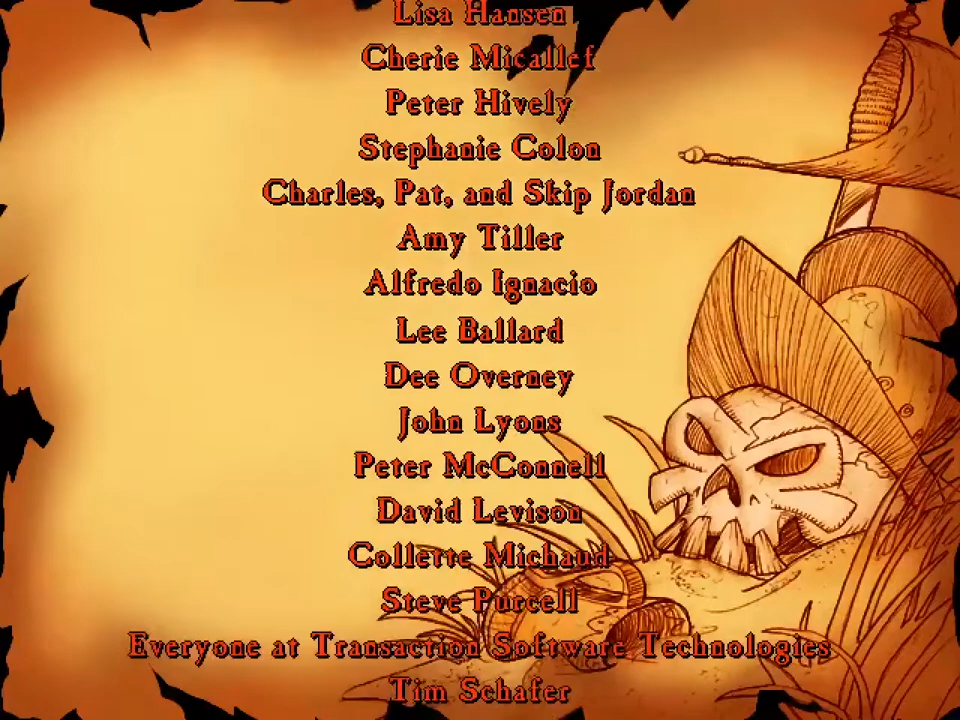 Lisa Hansen
Cherie Micallef
Peter Hively
Stephanie Colon
Charles, Pat, and Skip Jordan
Amy Tiller
Alfredo Ignacio
Lee Ballard
Dee Overney
John Lyons
Peter McConnell
David Levison
Collette Michaud
Steve Purcell
Everyone at Transaction Software Technologies
Tim Schafer